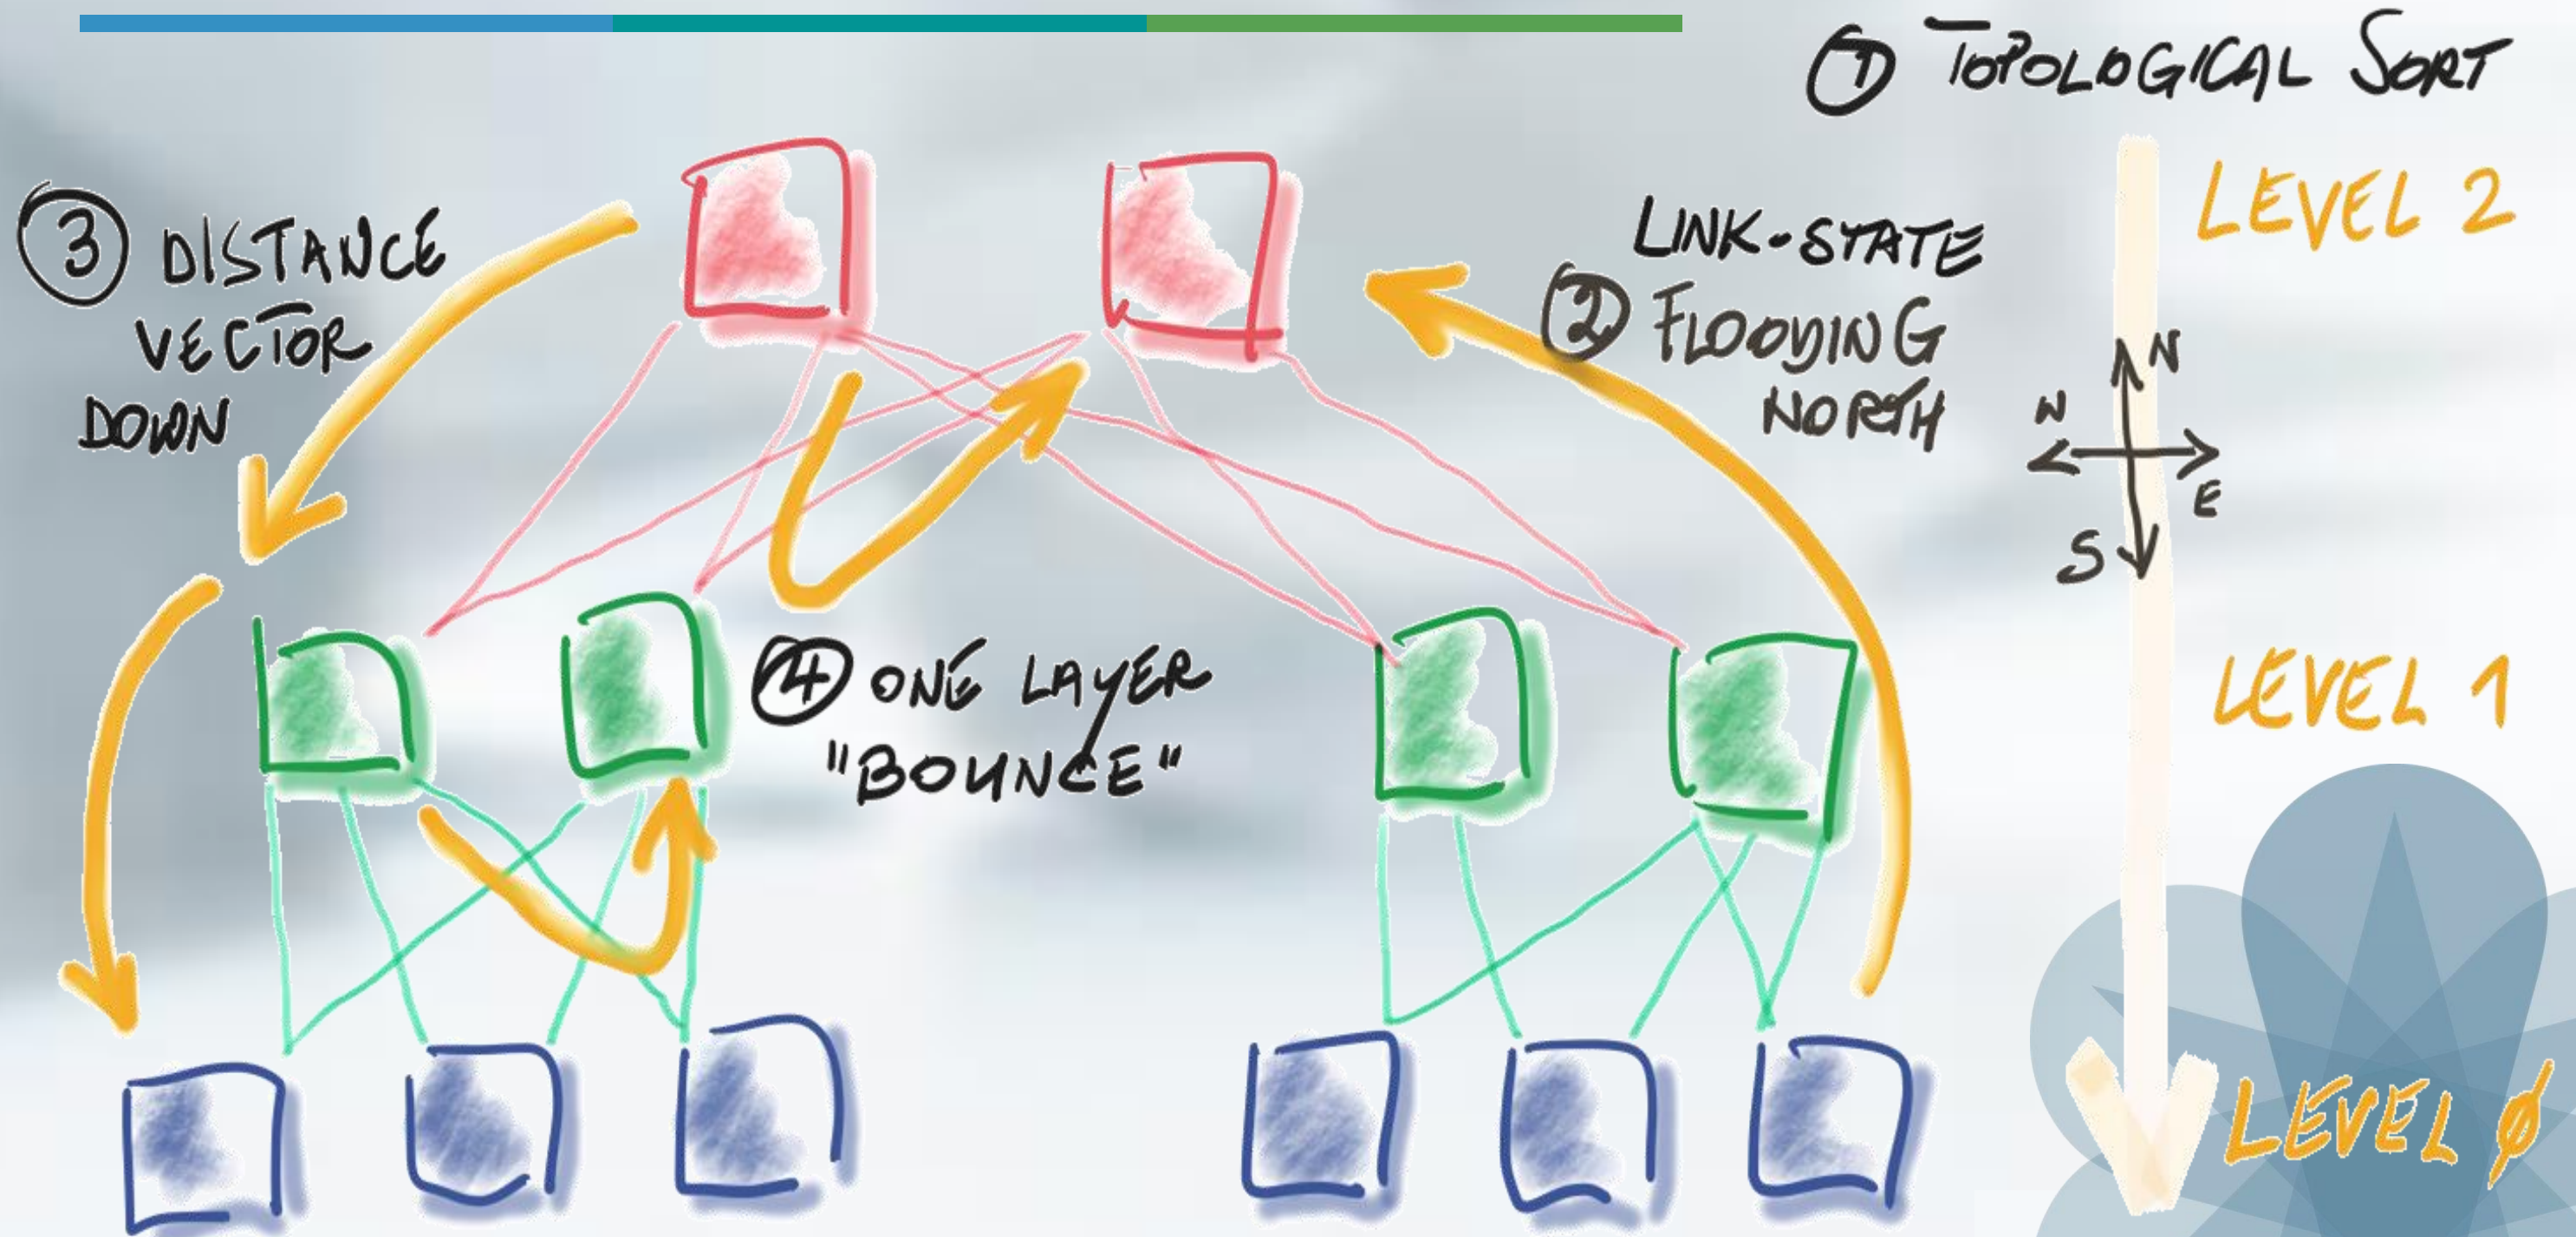 ① TOPOLOGICAL SORT
LEVEL 2
LINK-STATE
② FLOODING
NORTH
③ DISTANCE
VECTOR
DOWN
N
W
E
S
④ ONE LAYER
"BOUNCE"
LEVEL 1
LEVEL 0